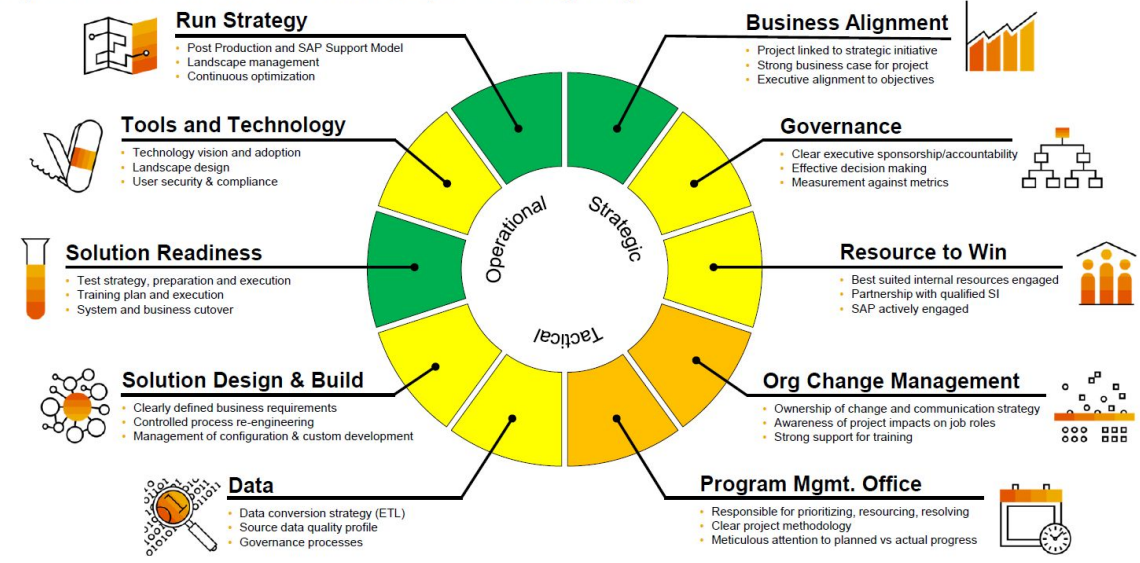 Run Strategy
• Post Production and SAP Support Model
• Landscape management
• Continuous optimization
Tools and Technology
• Technology vision and adoption
• Landscape design
• User security & compliance
Solution Readiness
• Test strategy, preparation and execution
• Training plan and execution
• System and business cutover
Solution Design & Build
• Clearly defined business requirements
• Controlled process re-engineering
• Management of configuration & custom development
Data
• Data conversion strategy (ETL)
• Source data quality profile
• Governance processes
Operational
Strategic
Tactical
Business Alignment
• Project linked to strategic initiative
• Strong business case for project
• Executive alignment to objectives
Governance
• Clear executive sponsorship/accountability
• Effective decision making
• Measurement against metrics
Resource to Win
• Best suited internal resources engaged
• Partnership with qualified SI
• SAP actively engaged
Org Change Management
• Ownership of change and communication strategy
• Awareness of project impacts on job roles
• Strong support for training
Program Mgmt. Office
• Responsible for prioritizing, resourcing, resolving
• Clear project methodology
• Meticulous attention to planned vs actual progress